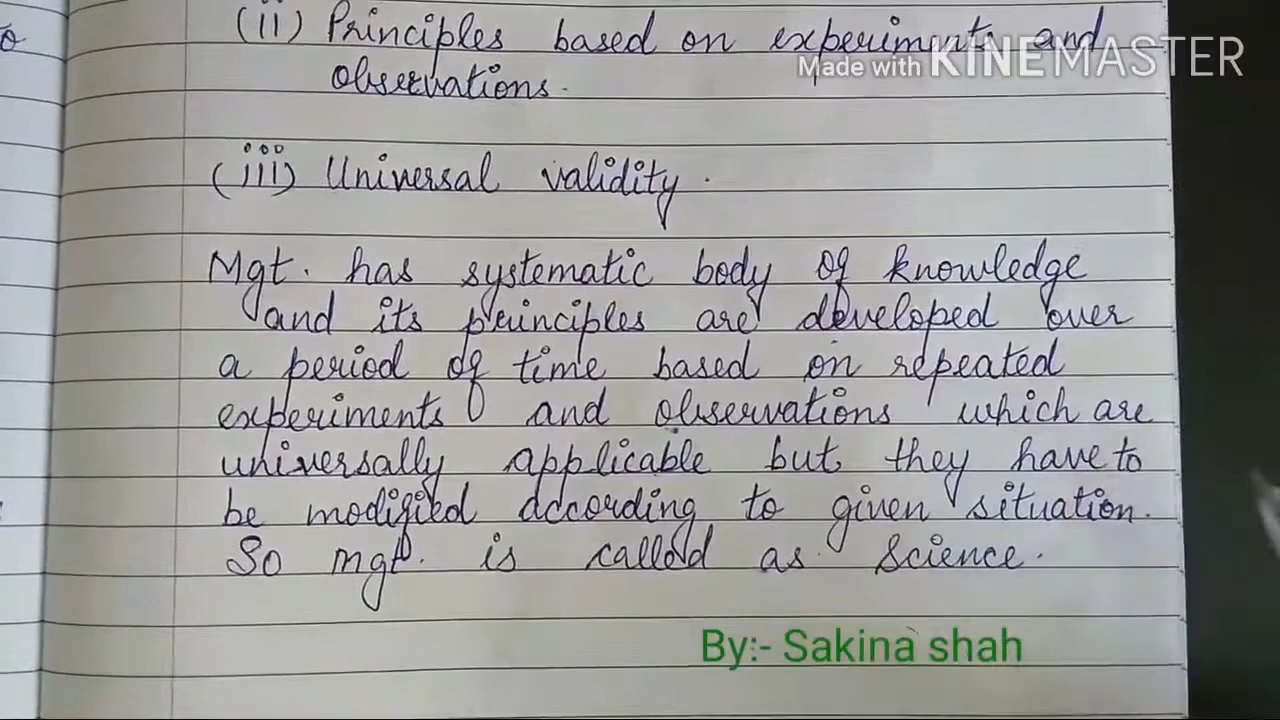 (ii) Principles based on experiments and
Made with KINEMASTER
observations.
(iii) Universal validity.
Mgt. has systematic body of knowledge
and its principles are developed over
a period of time based on repeated
experiments and observations which are
universally applicable but, they have to
be modified according to given situation.
So mgt. is called as science.
By:- Sakina shah